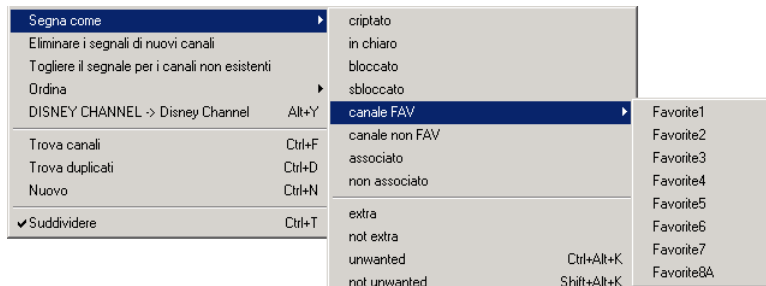 Segna come
Eliminare i segnali di nuovi canali
Togliere il segnale per i canali non esistenti
Ordina
DISNEY CHANNEL -> Disney Channel Alt+Y
Trova canali Ctrl+F
Trova duplicati Ctrl+D
Nuovo Ctrl+N
Suddividere Ctrl+T
criptato
in chiaro
bloccato
sbloccato
canale FAV
canale non FAV
associato
non associato
extra
not extra
unwanted Ctrl+Alt+K
not unwanted Shift+Alt+K
Favorite1
Favorite2
Favorite3
Favorite4
Favorite5
Favorite6
Favorite7
Favorite8A